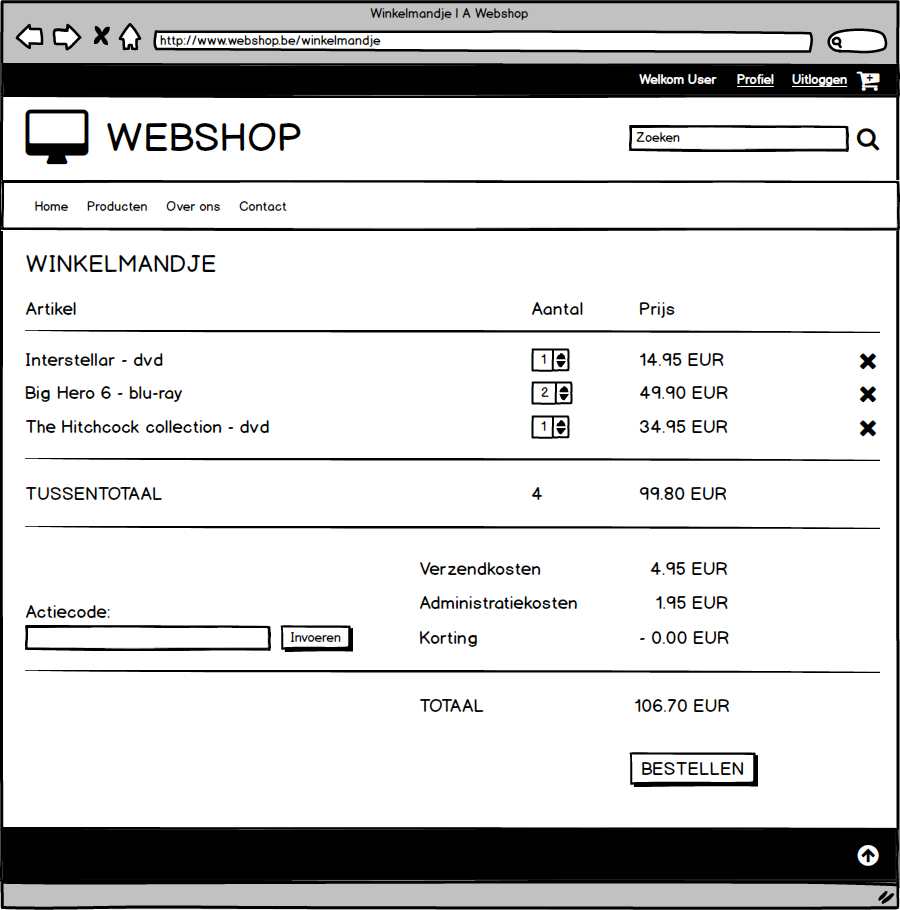 Winkelmandje | A Webshop
http://www.webshop.be/winkelmandje
Welkom User Profiel Uitloggen
WEBSHOP
Zoeken
Home Producten Over ons Contact
WINKELMANDJE
Artikel Aantal Prijs
Interstellar - dvd 1 14.95 EUR
Big Hero 6 - blu-ray 2 49.90 EUR
The Hitchcock collection - dvd 1 34.95 EUR
TUSSENTOTAAL 4 99.80 EUR
Verzendkosten 4.95 EUR
Administratiekosten 1.95 EUR
Actiecode:
Invoeren
Korting - 0.00 EUR
TOTAAL 106.70 EUR
BESTELLEN